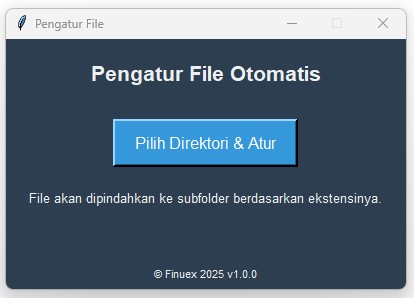 Pengatur File
Pengatur File Otomatis
Pilih Direktori & Atur
File akan dipindahkan ke subfolder berdasarkan ekstensinya.
© Finuex 2025 v1.0.0